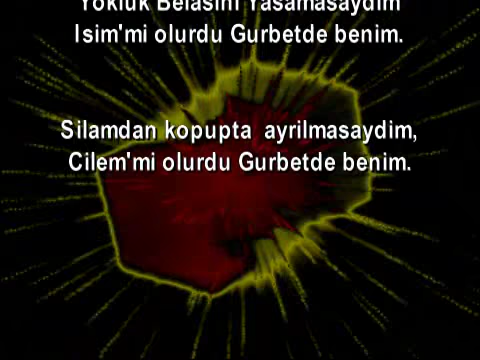 Yokluk Belasini Yasamasaydim
Isim'mi olurdu Gurbetde benim.
Silamdan kopupta ayrilmasaydim,
Cilem'mi olurdu Gurbetde benim.